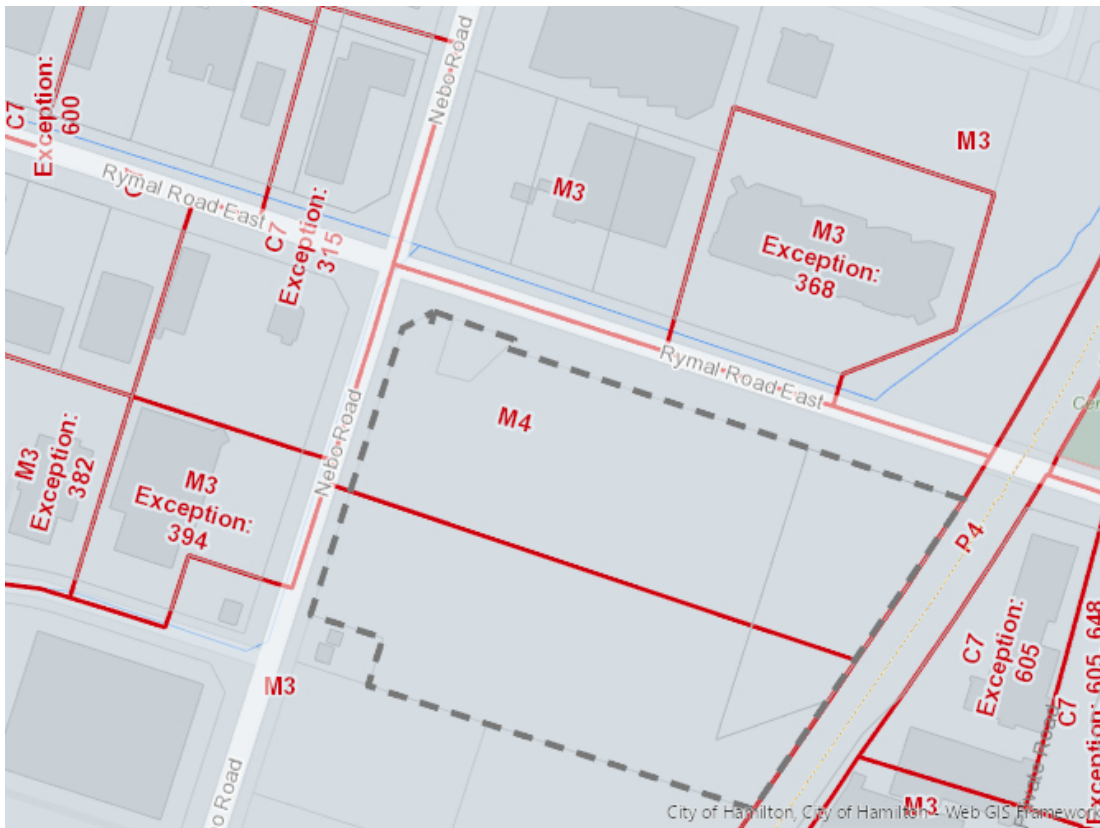 Nebo Road
C7
Exception:
600
Rymal Road East
C7
Exception:
315
M3
M3
M3
Exception:
368
Rymal Road East
M4
Nebo Road
M3
Exception:
382
M3
Exception:
394
P4
C7
Exception:
605
C7
Exception: 605, 648
M3
o Road
Private Road
M3
City of Hamilton, City of Hamilton - Web GIS Framework